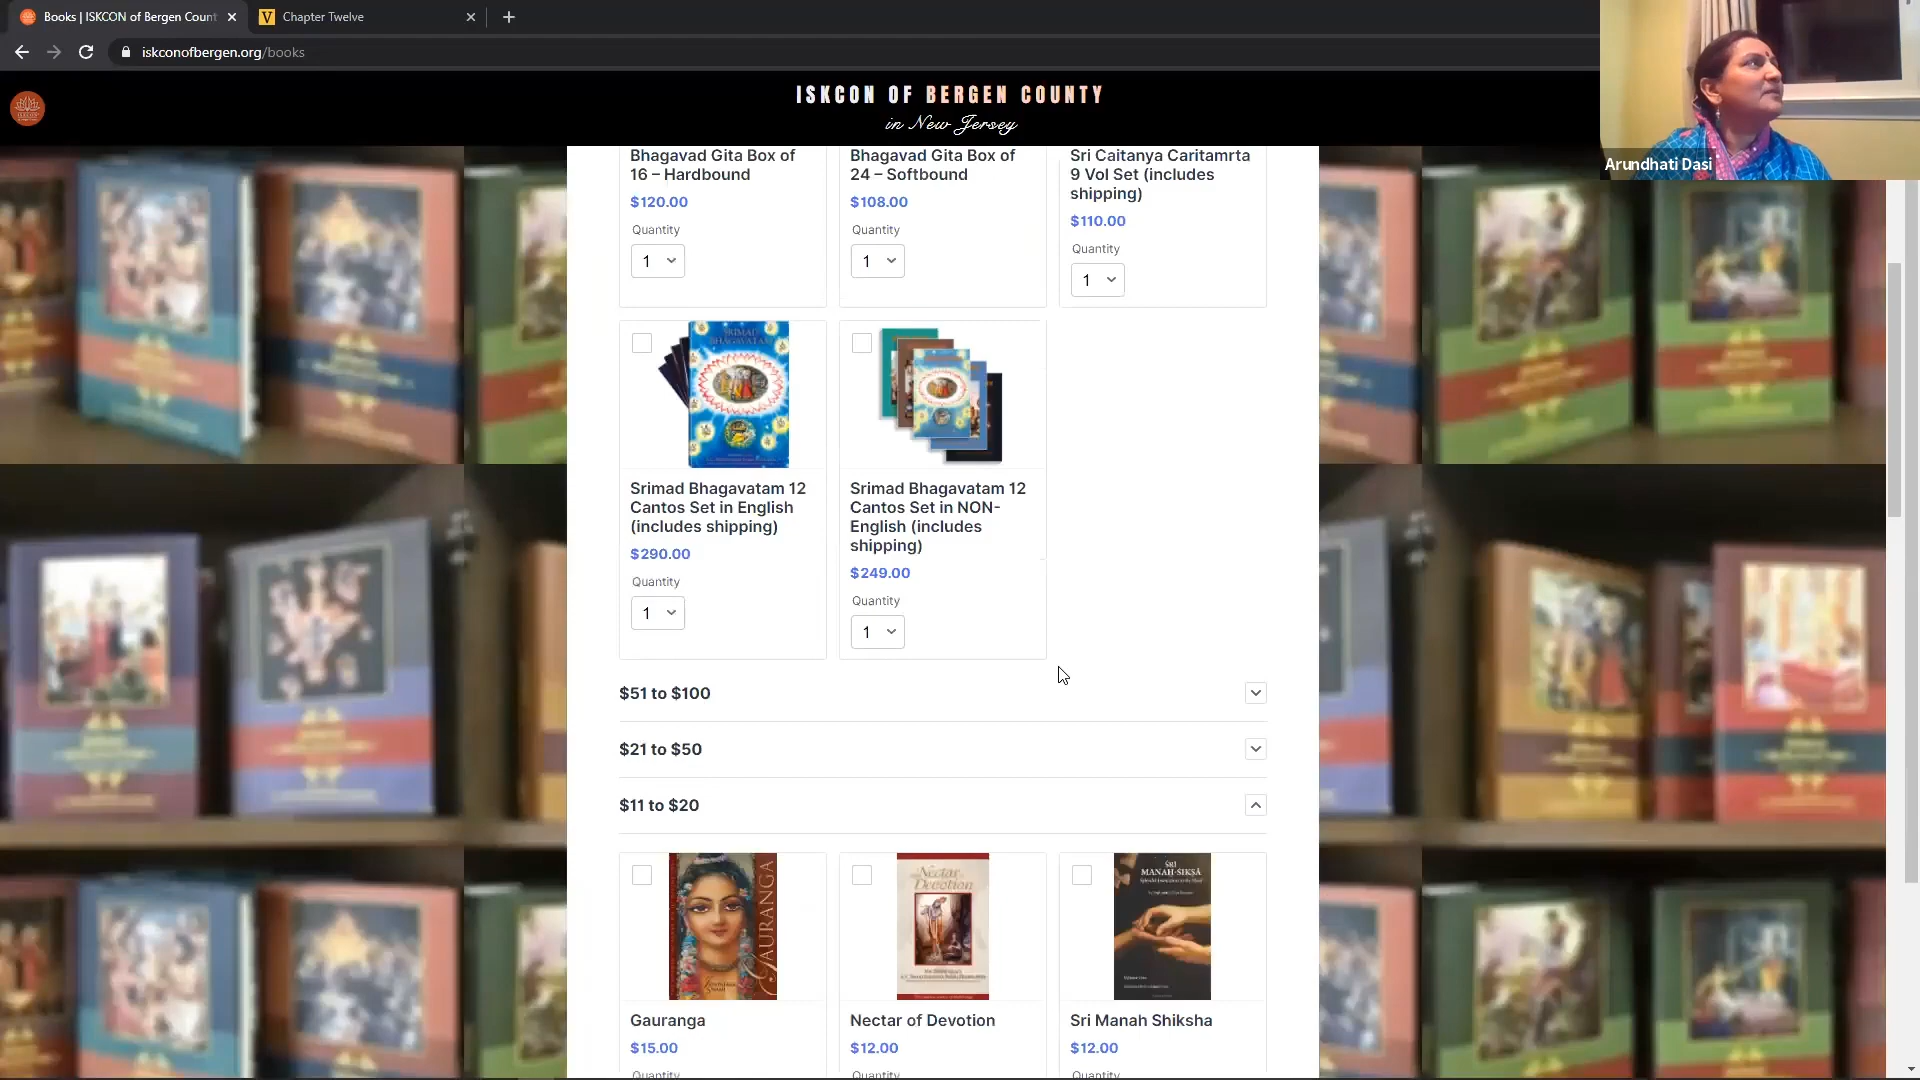 Books | ISKCON of Bergen Count
Chapter Twelve
iskconofbergen.org/books
ISKCON OF BERGEN COUNTY
in New Jersey
Arundhati Dasi
Bhagavad Gita Box of
16 – Hardbound
$120.00
Quantity
1
Bhagavad Gita Box of
24 – Softbound
$108.00
Quantity
1
Sri Caitanya Caritamrta
9 Vol Set (includes
shipping)
$110.00
Quantity
1
SRIMAD
BHAGAVATAM
Srimad Bhagavatam 12
Cantos Set in English
(includes shipping)
$290.00
Quantity
1
Srimad Bhagavatam 12
Cantos Set in NON-
English (includes
shipping)
$249.00
Quantity
1
$51 to $100
$21 to $50
$11 to $20
GAURANGA
Gauranga
$15.00
Quantity
Nectar of
Devotion
Nectar of Devotion
$12.00
Quantity
ŚRĪ
MANAḤ-ŚIKṢĀ
Sri Manah Shiksha
$12.00
Quantity